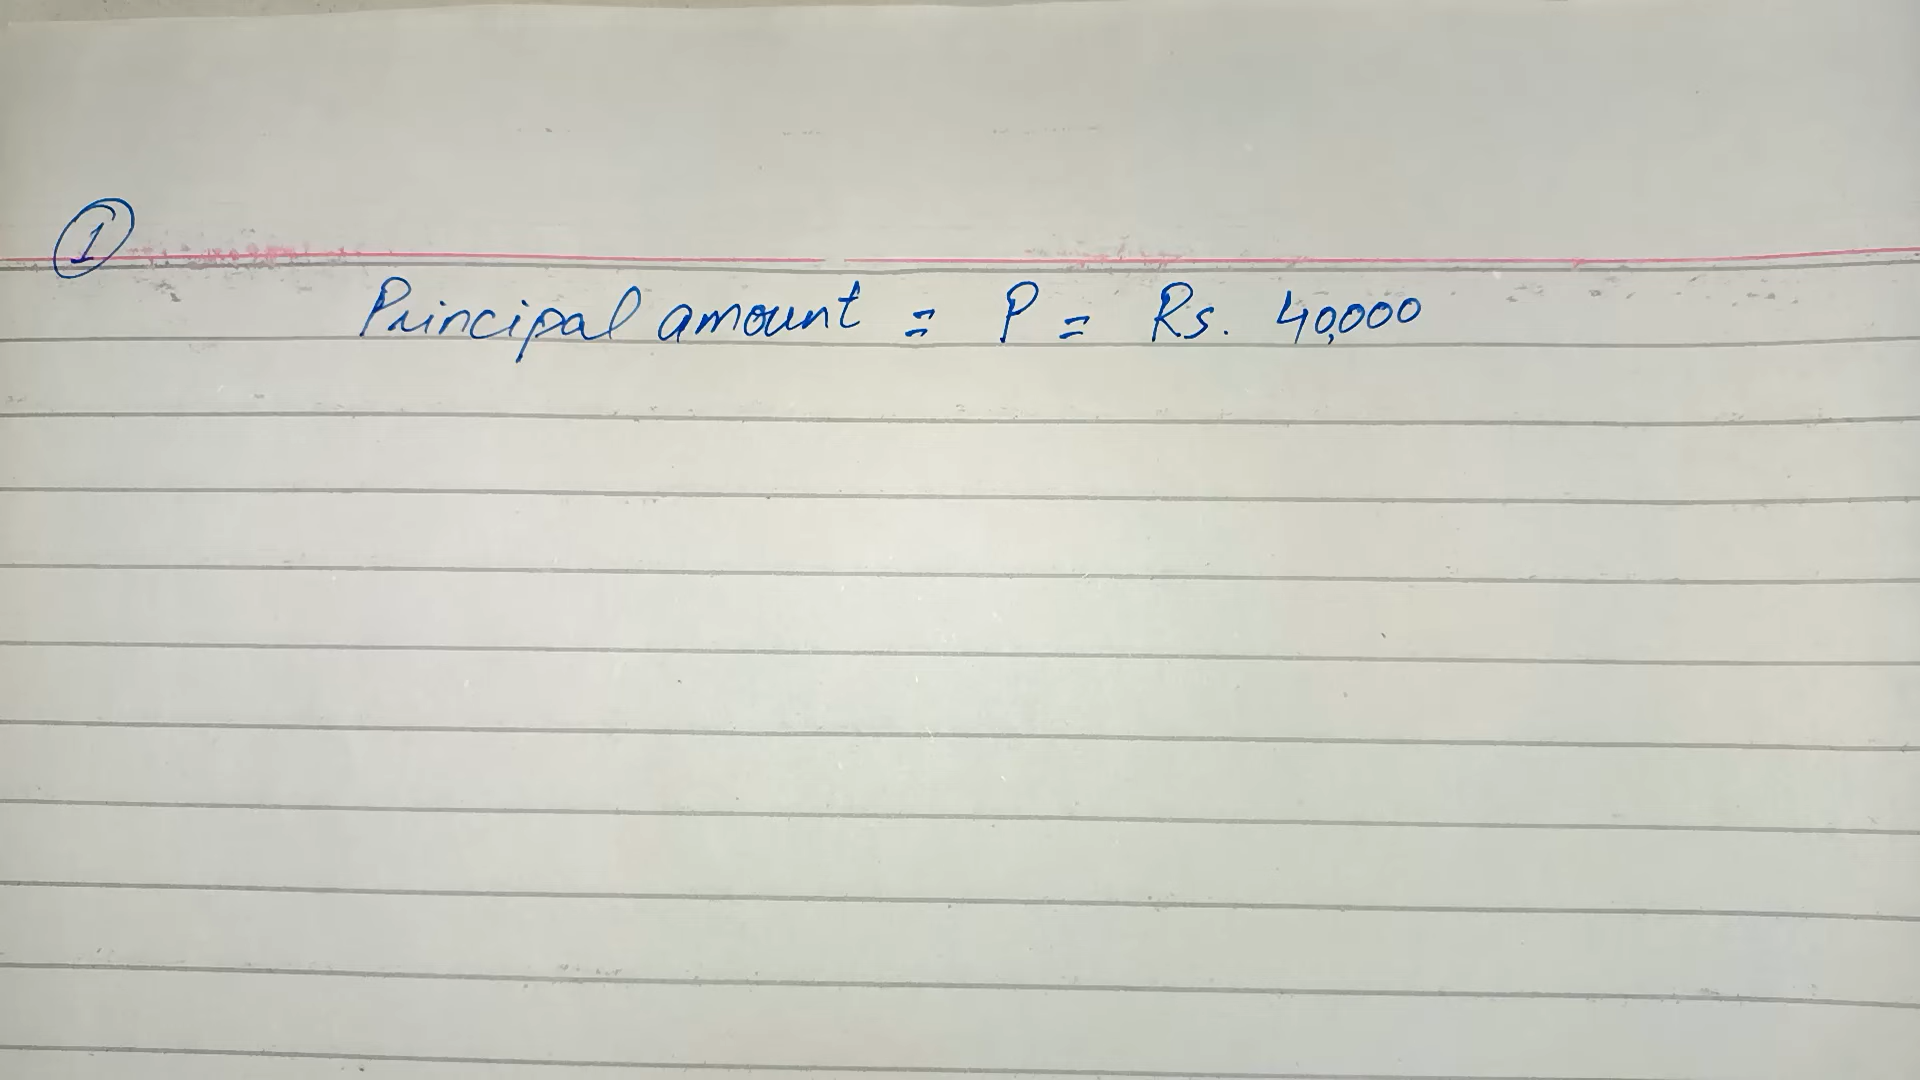 ①
Principal amount = P = Rs. 40,000